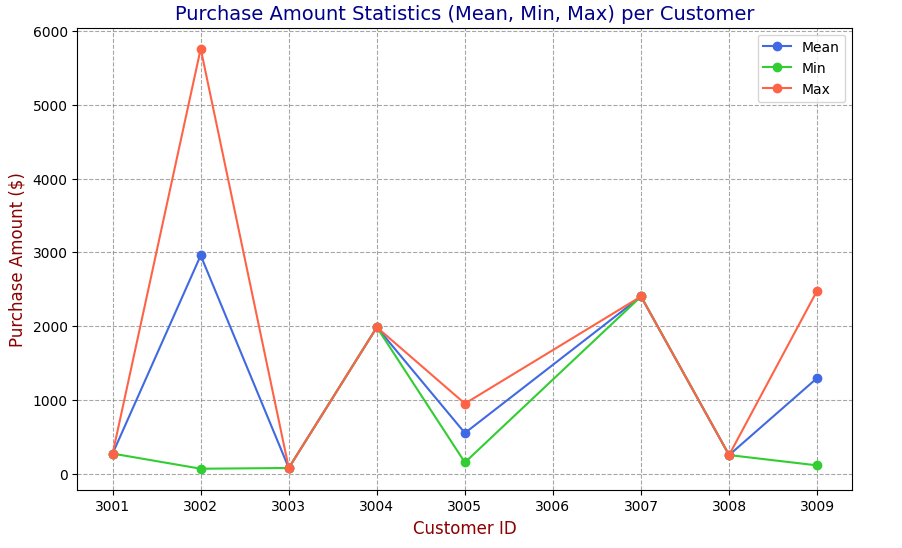 Purchase Amount Statistics (Mean, Min, Max) per Customer
6000
5000
4000
3000
2000
1000
0
Purchase Amount ($)
Mean
Min
Max
3001 3002 3003 3004 3005 3006 3007 3008 3009
Customer ID